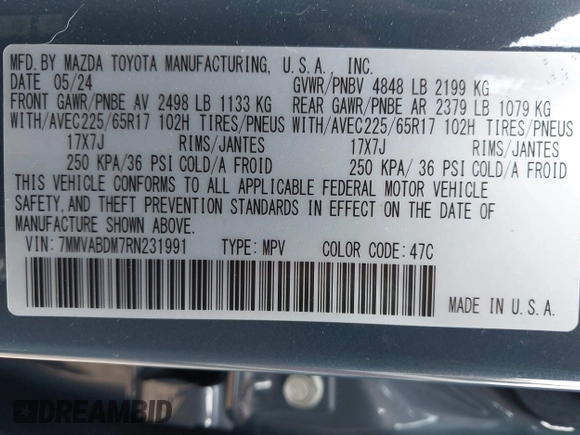 MFD. BY MAZDA TOYOTA MANUFACTURING, U.S.A., INC.
DATE 05/24 GVWR/PNBV 4848 LB 2199 KG
FRONT GAWR/PNBE AV 2498 LB 1133 KG REAR GAWR/PNBE AR 2379 LB 1079 KG
WITH/AVEC225/65R17 102H TIRES/PNEUS WITH/AVEC225/65R17 102H TIRES/PNEUS
17X7J RIMS/JANTES 17X7J RIMS/JANTES
250 KPA/36 PSI COLD/A FROID 250 KPA/ 36 PSI COLD/A FROID
THIS VEHICLE CONFORMS TO ALL APPLICABLE FEDERAL MOTOR VEHICLE
SAFETY, AND THEFT PREVENTION STANDARDS IN EFFECT ON THE DATE OF
MANUFACTURE SHOWN ABOVE.
VIN: 7MMVABDM7RN231991 TYPE: MPV COLOR CODE: 47C
MADE IN U.S.A.
DREAMBID